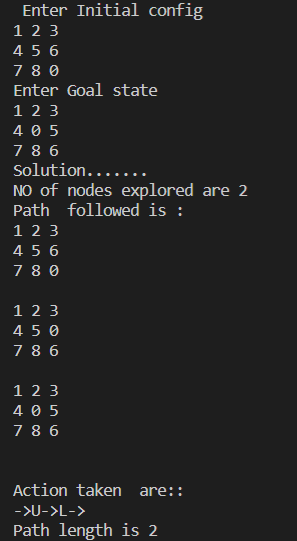 Enter Initial config
1 2 3
4 5 6
7 8 0
Enter Goal state
1 2 3
4 0 5
7 8 6
Solution.......
NO of nodes explored are 2
Path  followed is :
1 2 3
4 5 6
7 8 0
1 2 3
4 5 0
7 8 6
1 2 3
4 0 5
7 8 6
Action taken  are::
->U->L->
Path length is 2